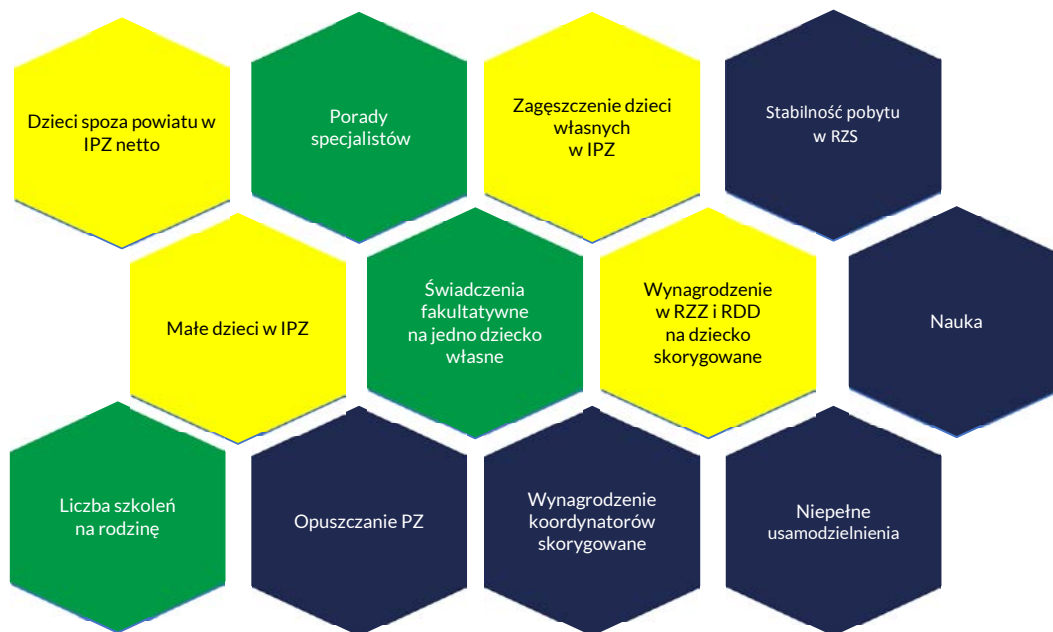 Dzieci spoza powiatu w
IPZ netto
Porady
specjalistów
Zagęszczenie dzieci
własnych
w IPZ
Stabilność pobytu
w RZS
Małe dzieci w IPZ
Świadczenia
fakultatywne
na jedno dziecko
własne
Wynagrodzenie
w RZZ i RDD
na dziecko
skorygowane
Nauka
Liczba szkoleń
na rodzinę
Opuszczanie PZ
Wynagrodzenie
koordynatorów
skorygowane
Niepełne
usamodzielnienia